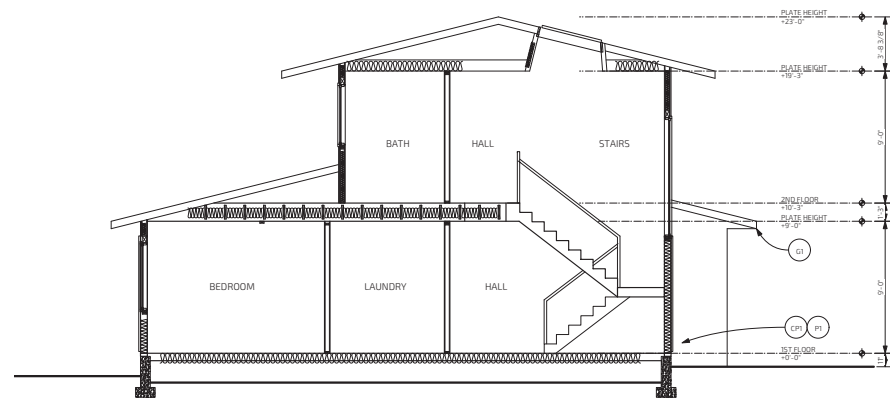 PLATE HEIGHT
+23'-0"
3'-8 3/8"
PLATE HEIGHT
+19'-3"
9'-0"
BATH
HALL
STAIRS
2ND FLOOR
+10'-3"
1'-3"
PLATE HEIGHT
+9'-0"
G1
9'-0"
BEDROOM
LAUNDRY
HALL
CP1
P1
1ST FLOOR
+0'-0"